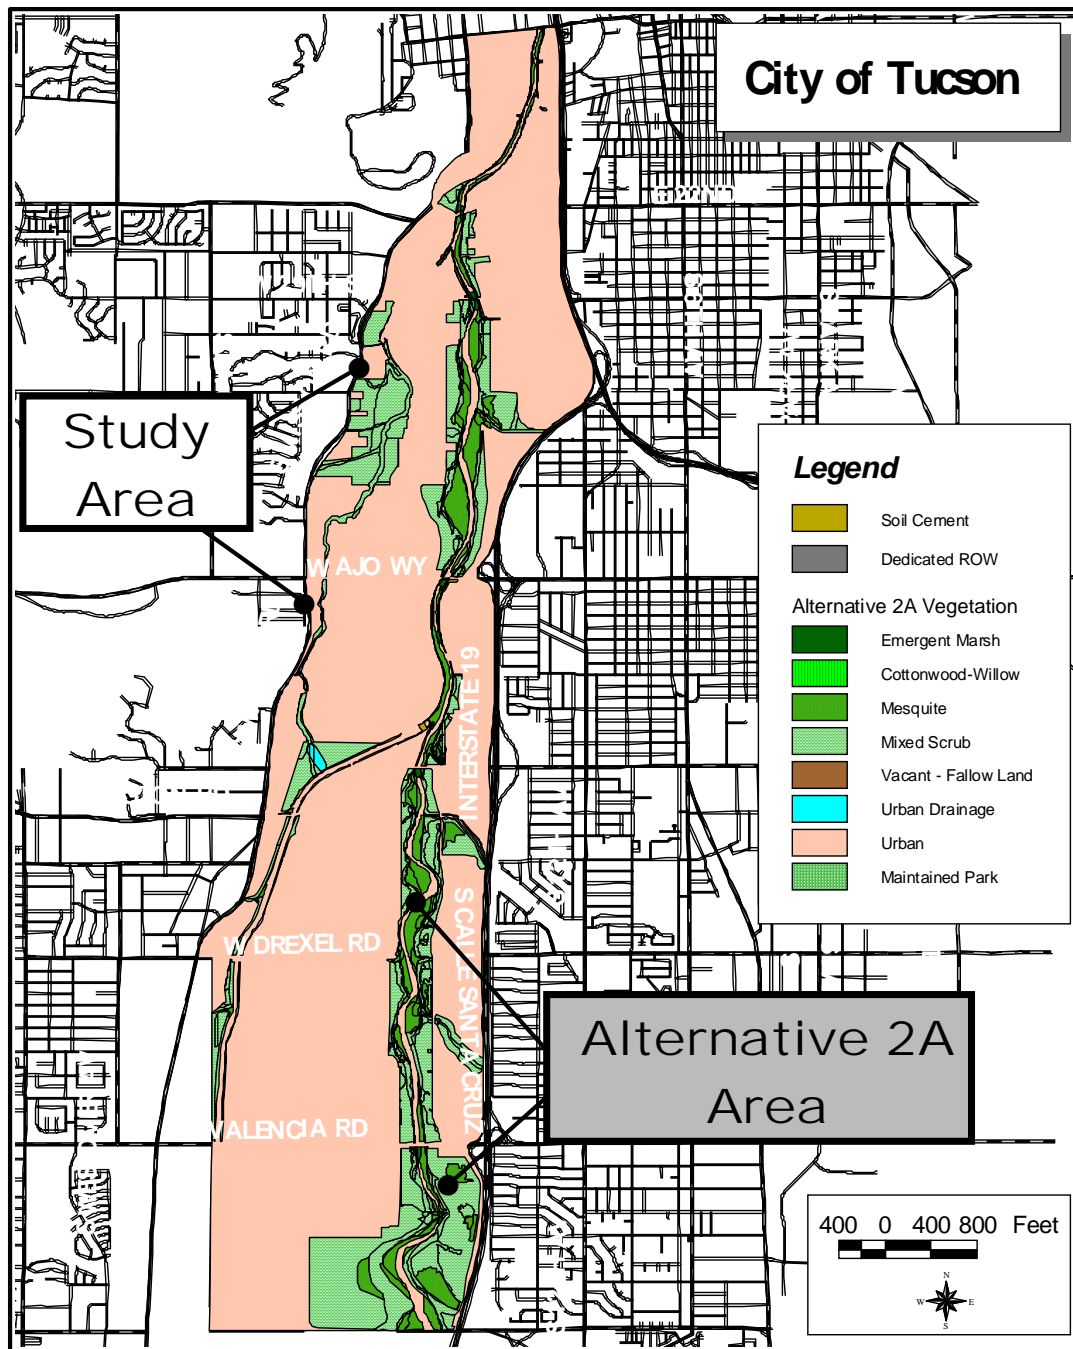 City of Tucson
E 22ND
Study
Area
Legend
Soil Cement
Dedicated ROW
Alternative 2A Vegetation
Emergent Marsh
Cottonwood-Willow
Mesquite
Mixed Scrub
Vacant - Fallow Land
Urban Drainage
Urban
Maintained Park
W AJO WY
INTERSTATE 19
W DREXEL RD
S CALLE SANTA CRUZ
Alternative 2A
Area
VALENCIA RD
400 0 400 800 Feet
N
W E
S